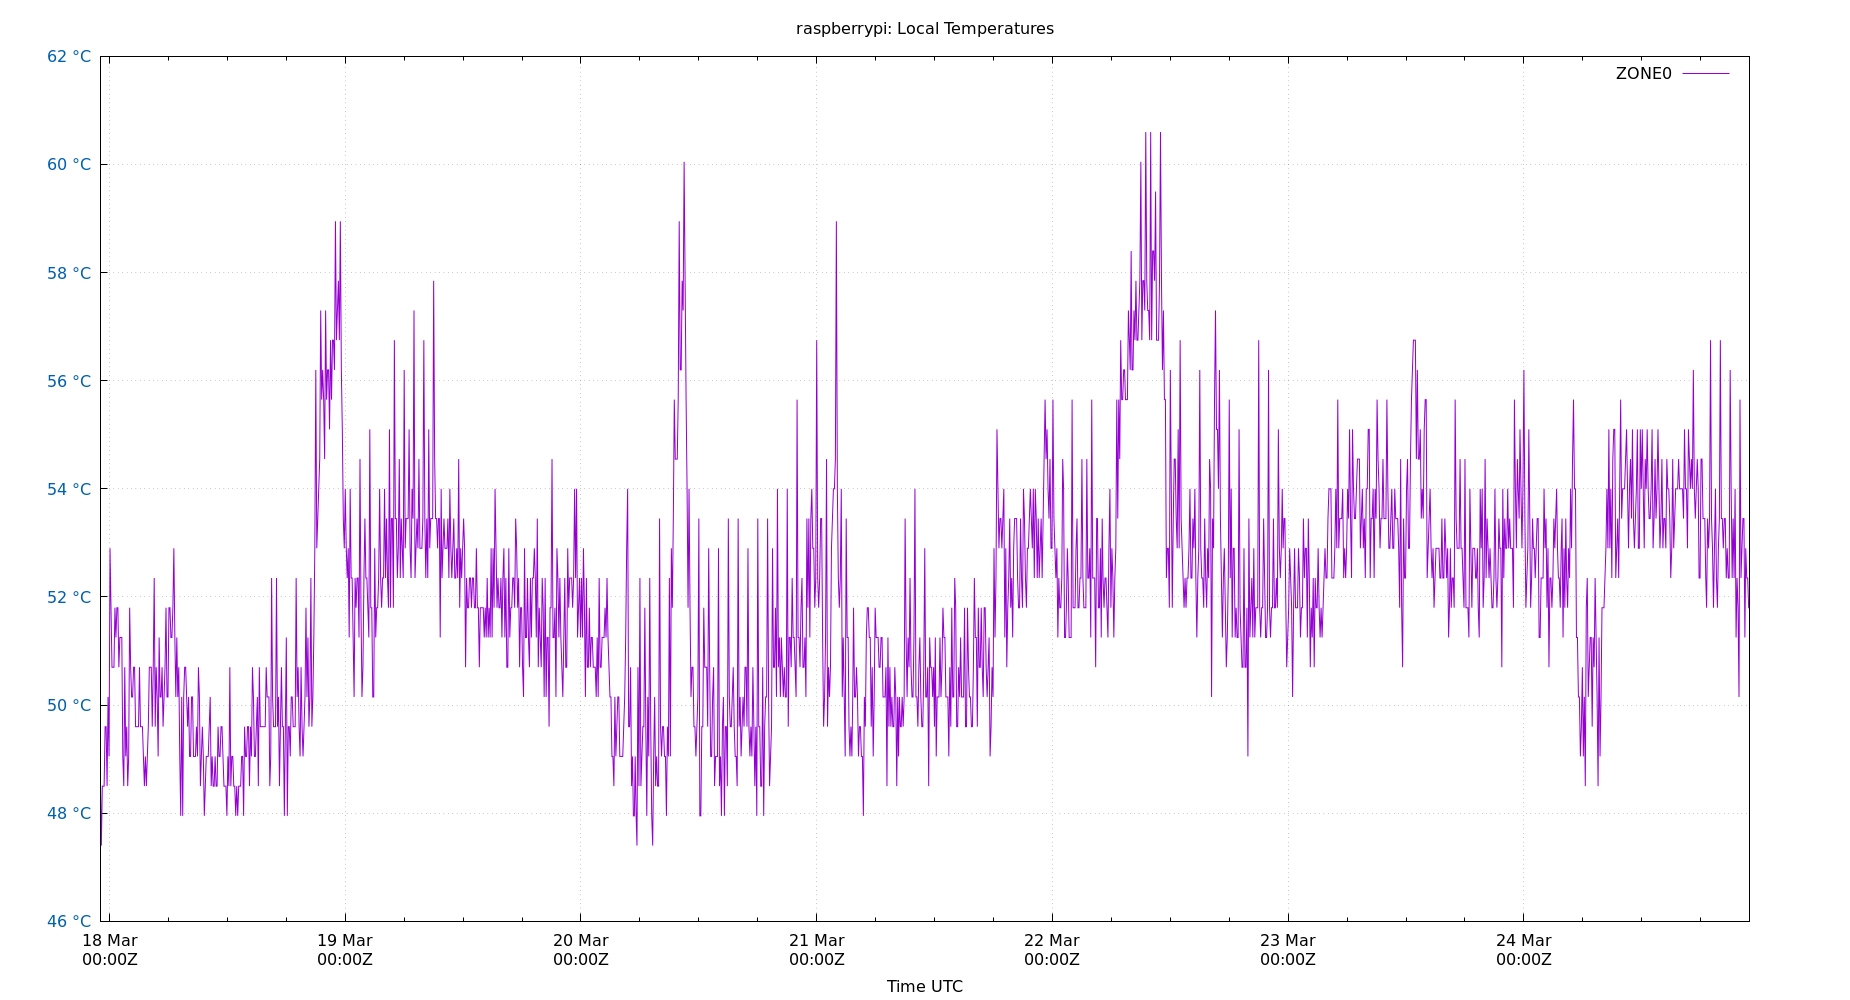 raspberrypi: Local Temperatures
62 °C
ZONE0
60 °C
58 °C
56 °C
54 °C
52 °C
50 °C
48 °C
46 °C
18 Mar 19 Mar 20 Mar 21 Mar 22 Mar 23 Mar 24 Mar
00:00Z 00:00Z 00:00Z 00:00Z 00:00Z 00:00Z 00:00Z
Time UTC